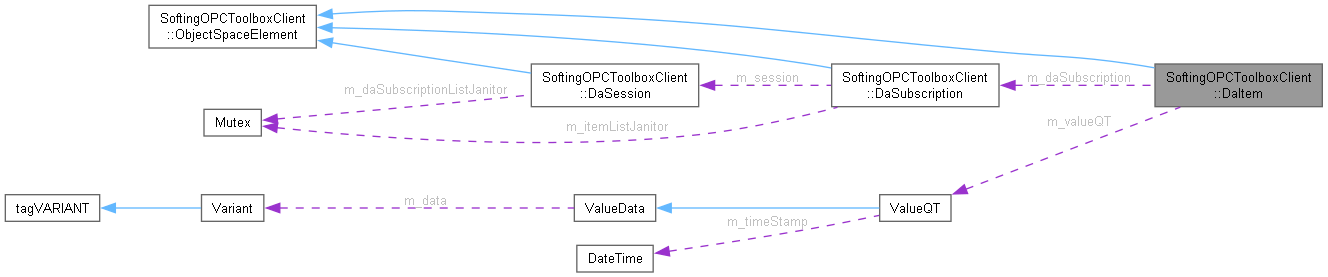 SoftingOPCToolboxClient
::ObjectSpaceElement
SoftingOPCToolboxClient
::DaSession
m_session
SoftingOPCToolboxClient
::DaSubscription
m_daSubscription
SoftingOPCToolboxClient
::DaItem
m_daSubscriptionListJanitor
Mutex
m_itemListJanitor
m_valueQT
tagVARIANT
Variant
m_data
ValueData
ValueQT
m_timeStamp
DateTime